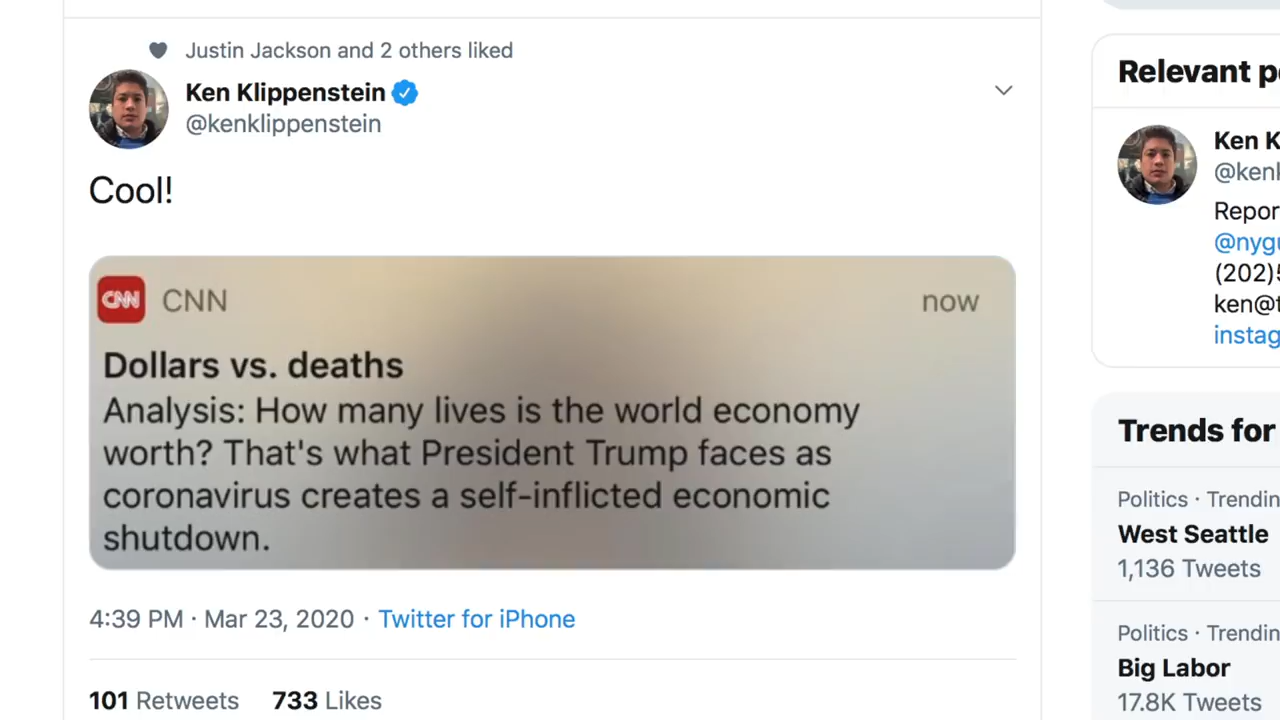 Justin Jackson and 2 others liked
Ken Klippenstein
@kenklippenstein
Cool!
CNN CNN now
Dollars vs. deaths
Analysis: How many lives is the world economy
worth? That's what President Trump faces as
coronavirus creates a self-inflicted economic
shutdown.
4:39 PM · Mar 23, 2020 · Twitter for iPhone
101 Retweets 733 Likes
Relevant p
Ken K
@kenk
Repor
@nygu
(202)5
ken@t
instag
Trends for
Politics · Trendin
West Seattle
1,136 Tweets
Politics · Trendin
Big Labor
17.8K Tweets